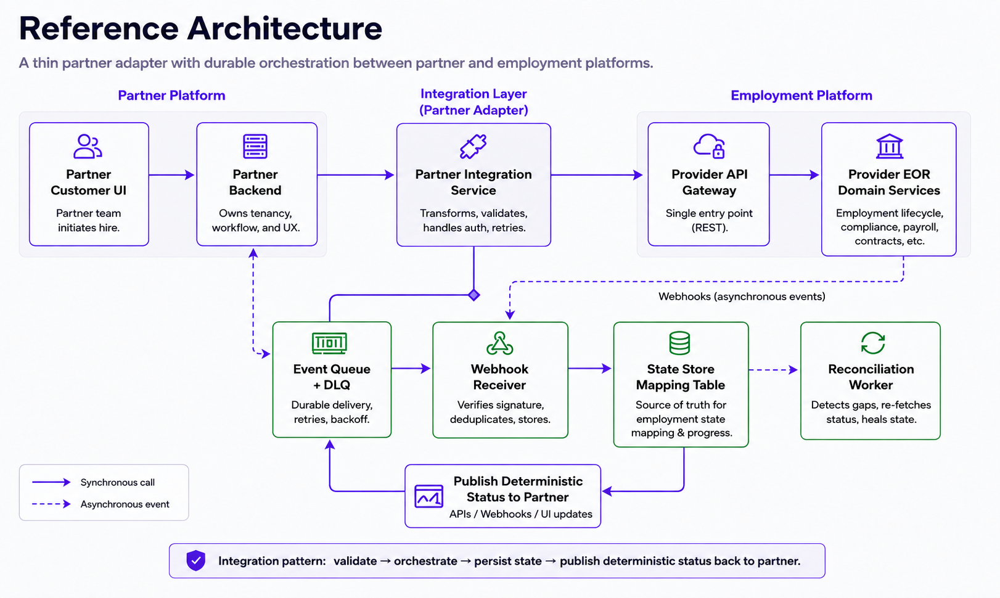 Reference Architecture
A thin partner adapter with durable orchestration between partner and employment platforms.
Partner Platform
Integration Layer
(Partner Adapter)
Employment Platform
Partner
Customer UI
Partner team
initiates hire.
Partner
Backend
Owns tenancy,
workflow, and UX.
Partner Integration
Service
Transforms, validates,
handles auth, retries.
Provider API
Gateway
Single entry point
(REST).
Provider EOR
Domain Services
Employment lifecycle,
compliance, payroll,
contracts, etc.
Webhooks (asynchronous events)
Event Queue
+ DLQ
Durable delivery,
retries, backoff.
Webhook
Receiver
Verifies signature,
deduplicates, stores.
State Store
Mapping Table
Source of truth for
employment state
mapping & progress.
Reconciliation
Worker
Detects gaps, re-fetches
status, heals state.
Synchronous call
Asynchronous event
Publish Deterministic
Status to Partner
APIs / Webhooks / UI updates
Integration pattern: validate → orchestrate → persist state → publish deterministic status back to partner.